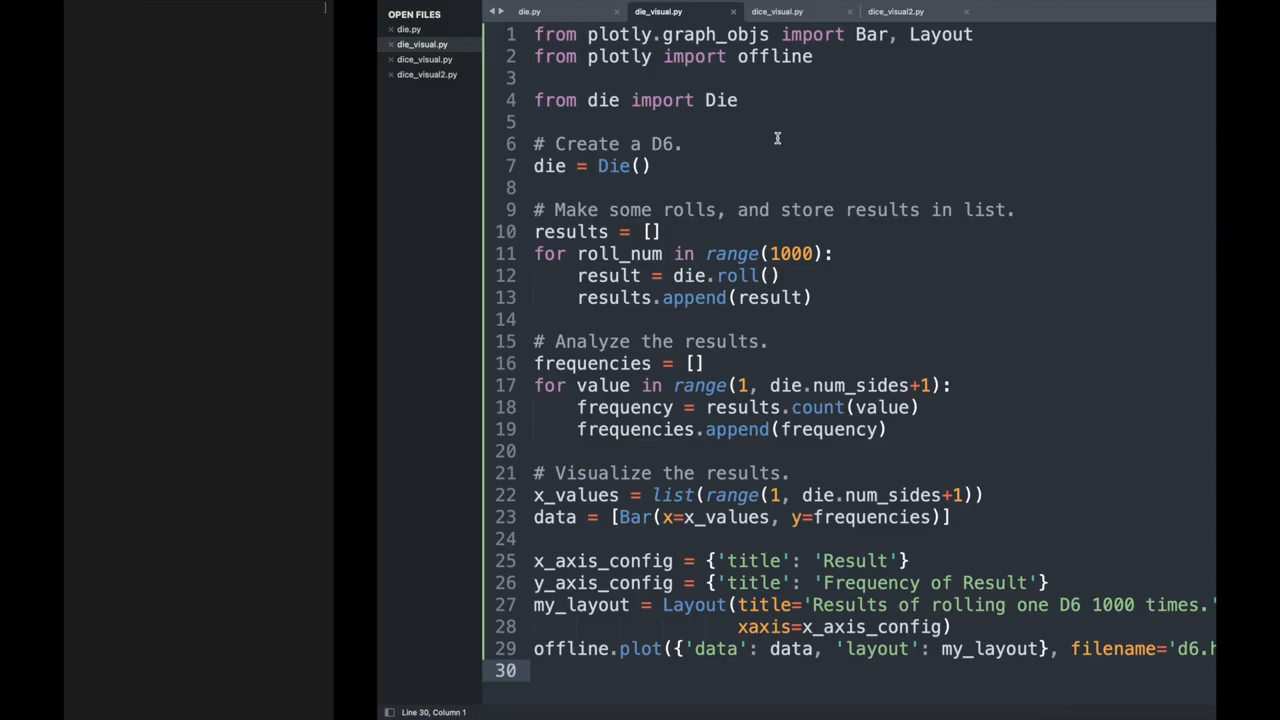 OPEN FILES
× die.py
× die_visual.py
× dice_visual.py
× dice_visual2.py
die.py ×
die_visual.py ×
dice_visual.py ×
dice_visual2.py ×
1 from plotly.graph_objs import Bar, Layout
2 from plotly import offline
3
4 from die import Die
5
6 # Create a D6.
7 die = Die()
8
9 # Make some rolls, and store results in list.
10 results = []
11 for roll_num in range(1000):
12     result = die.roll()
13     results.append(result)
14
15 # Analyze the results.
16 frequencies = []
17 for value in range(1, die.num_sides+1):
18     frequency = results.count(value)
19     frequencies.append(frequency)
20
21 # Visualize the results.
22 x_values = list(range(1, die.num_sides+1))
23 data = [Bar(x=x_values, y=frequencies)]
24
25 x_axis_config = {'title': 'Result'}
26 y_axis_config = {'title': 'Frequency of Result'}
27 my_layout = Layout(title='Results of rolling one D6 1000 times.'
28                    xaxis=x_axis_config)
29 offline.plot({'data': data, 'layout': my_layout}, filename='d6.h
30
Line 30, Column 1